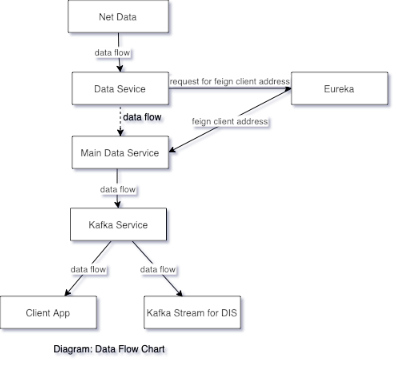 Net Data
data flow
Data Sevice
request for feign client address
Eureka
data flow
feign client address
Main Data Service
data flow
Kafka Service
data flow
data flow
Client App
Kafka Stream for DIS
Diagram: Data Flow Chart